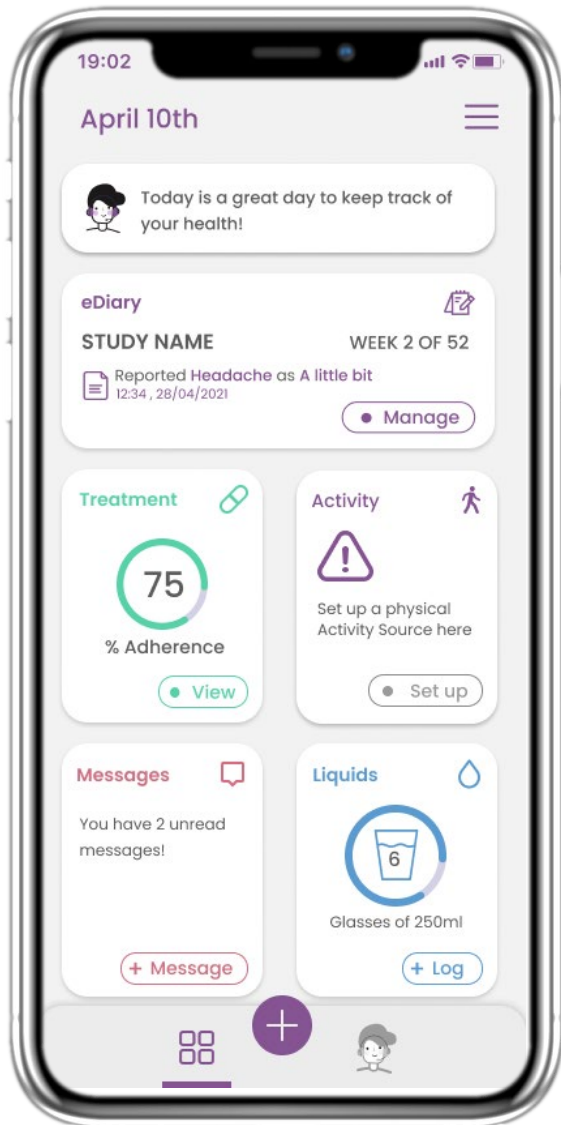 19:02
April 10th
Today is a great day to keep track of
your health!
eDiary
STUDY NAME
WEEK 2 OF 52
Reported Headache as A little bit
12:34 , 28/04/2021
Manage
Treatment
75
% Adherence
View
Activity
Set up a physical
Activity Source here
Set up
Messages
You have 2 unread
messages!
+ Message
Liquids
6
Glasses of 250ml
+ Log